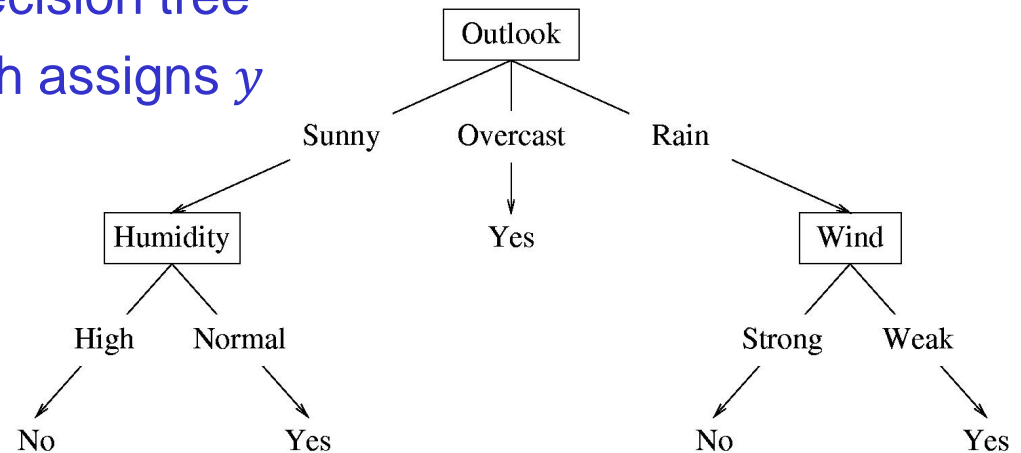 ecision tree
h assigns y
Outlook
Sunny Overcast Rain
Humidity Yes Wind
High Normal Strong Weak
No Yes No Yes